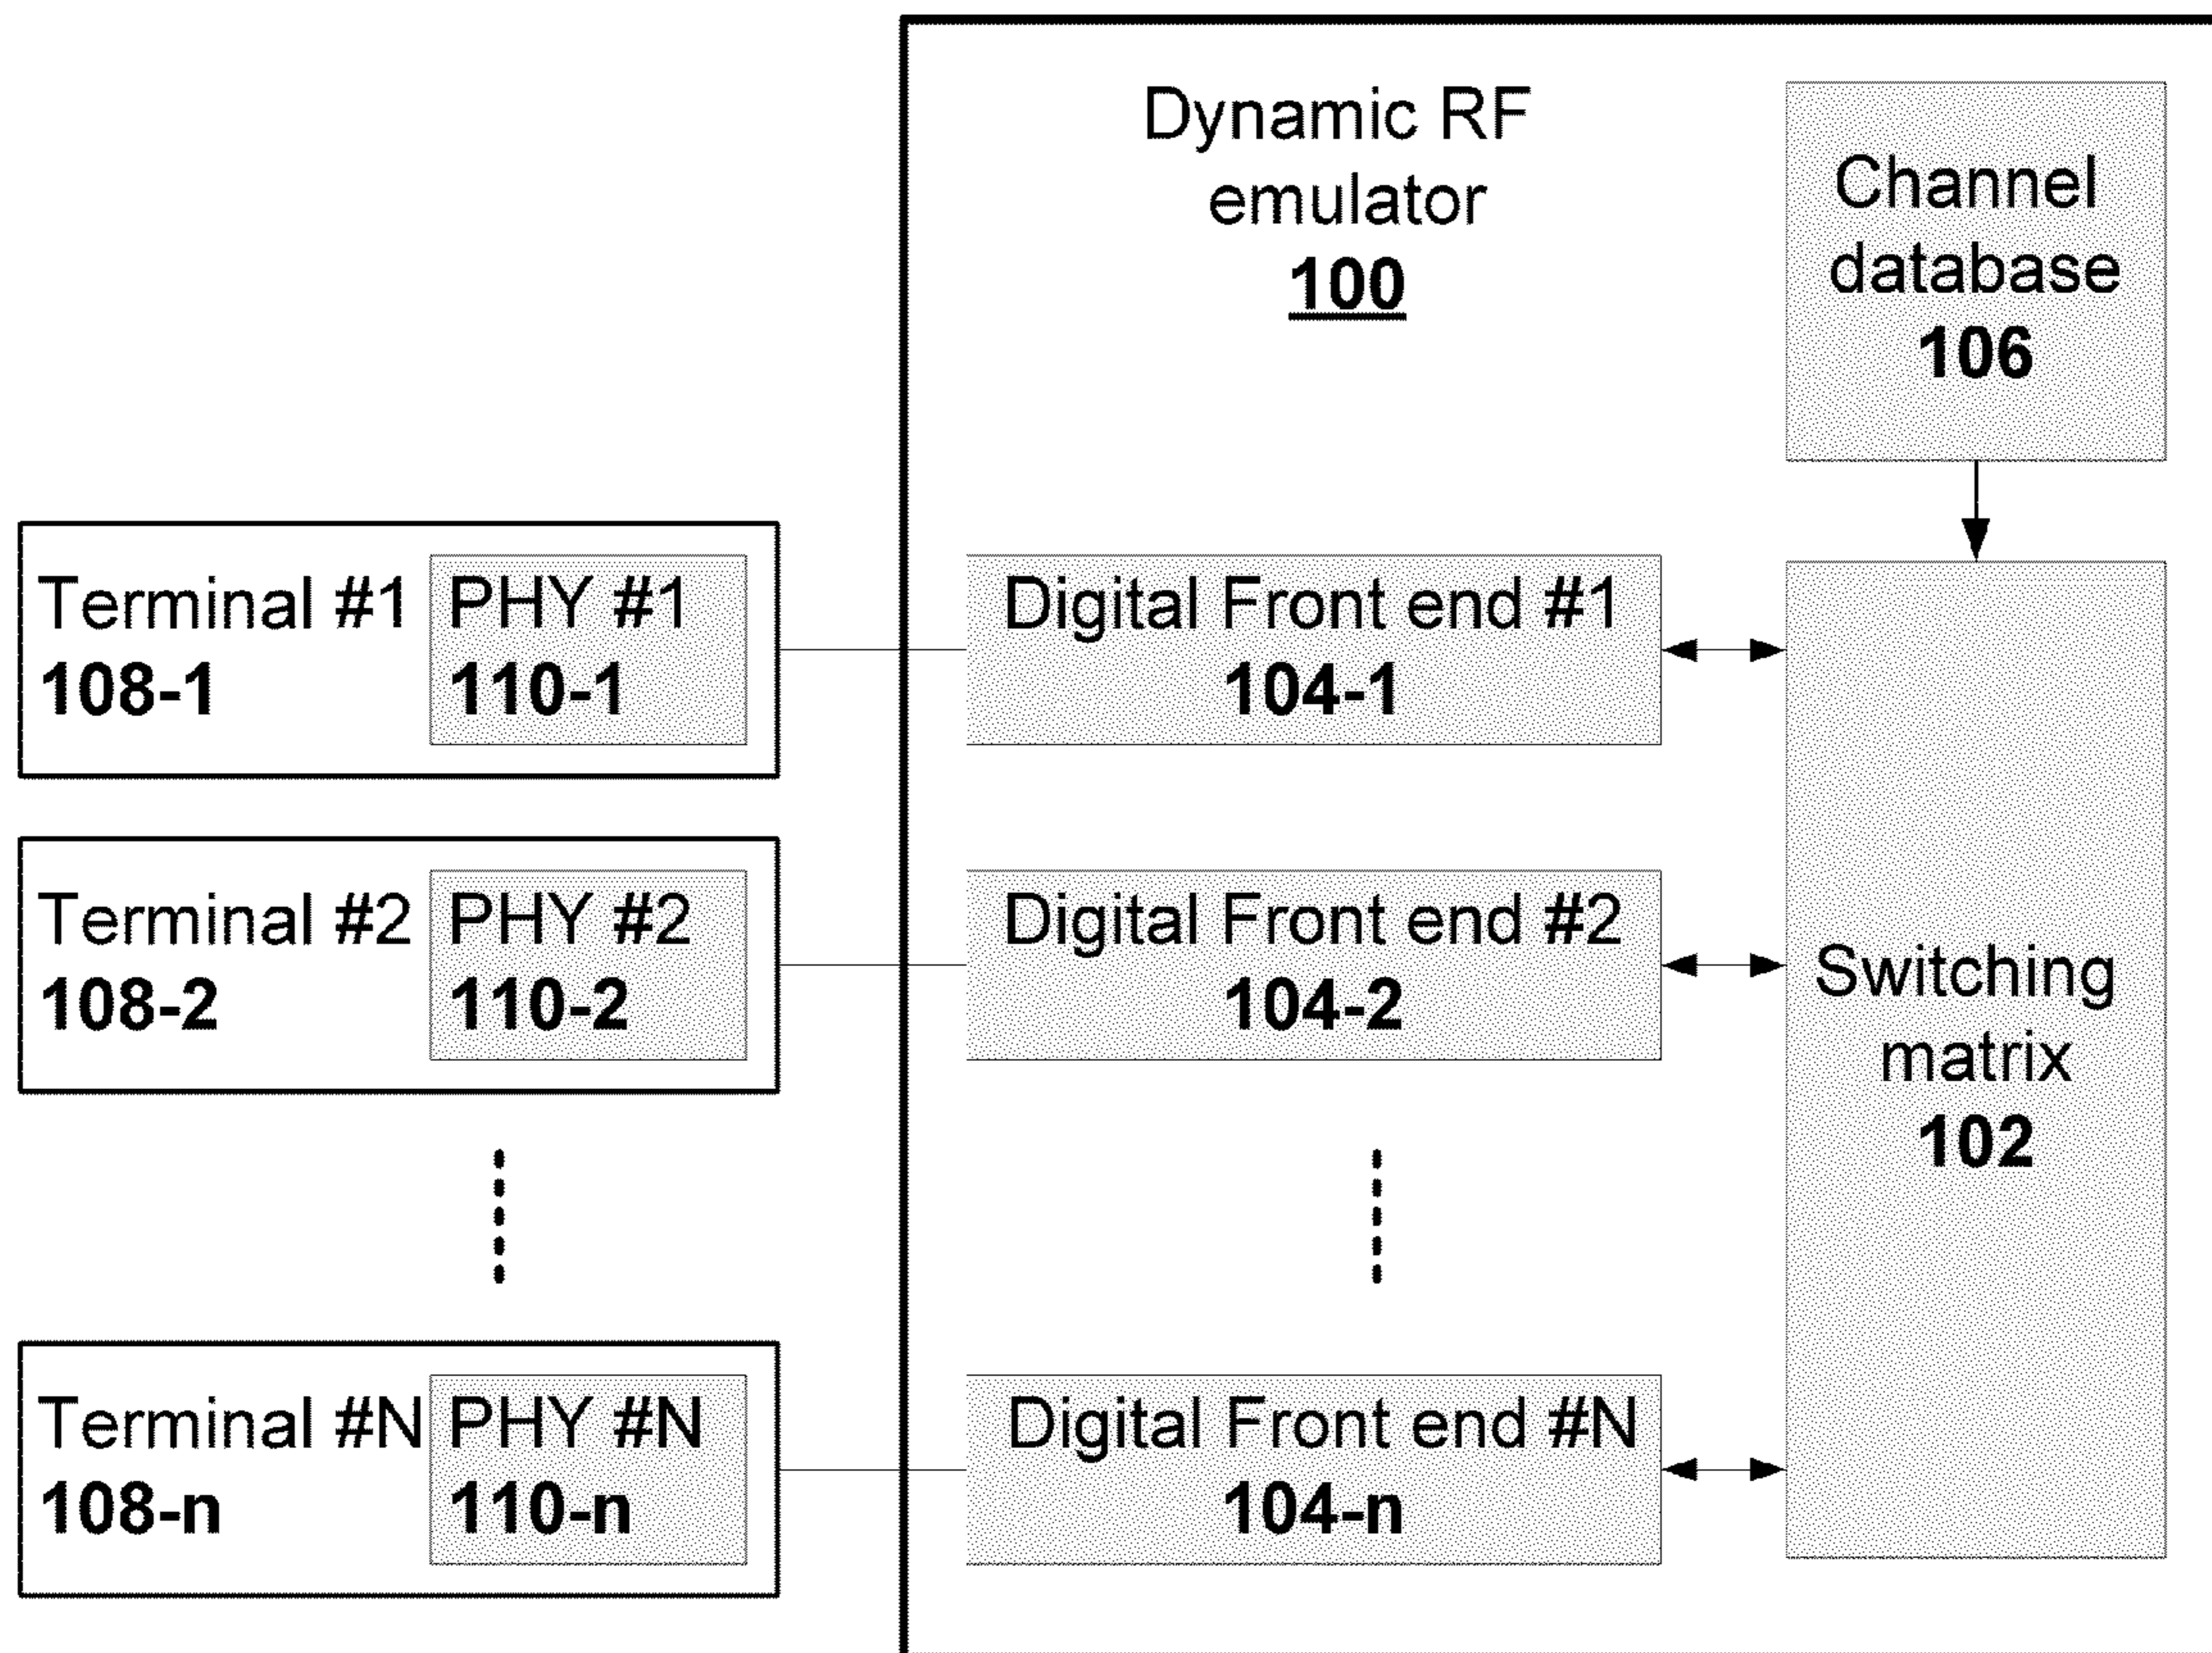 Dynamic RF
emulator
100
Channel
database
106
Terminal #1
108-1
PHY #1
110-1
Digital Front end #1
104-1
Terminal #2
108-2
PHY #2
110-2
Digital Front end #2
104-2
Switching
matrix
102
Terminal #N
108-n
PHY #N
110-n
Digital Front end #N
104-n